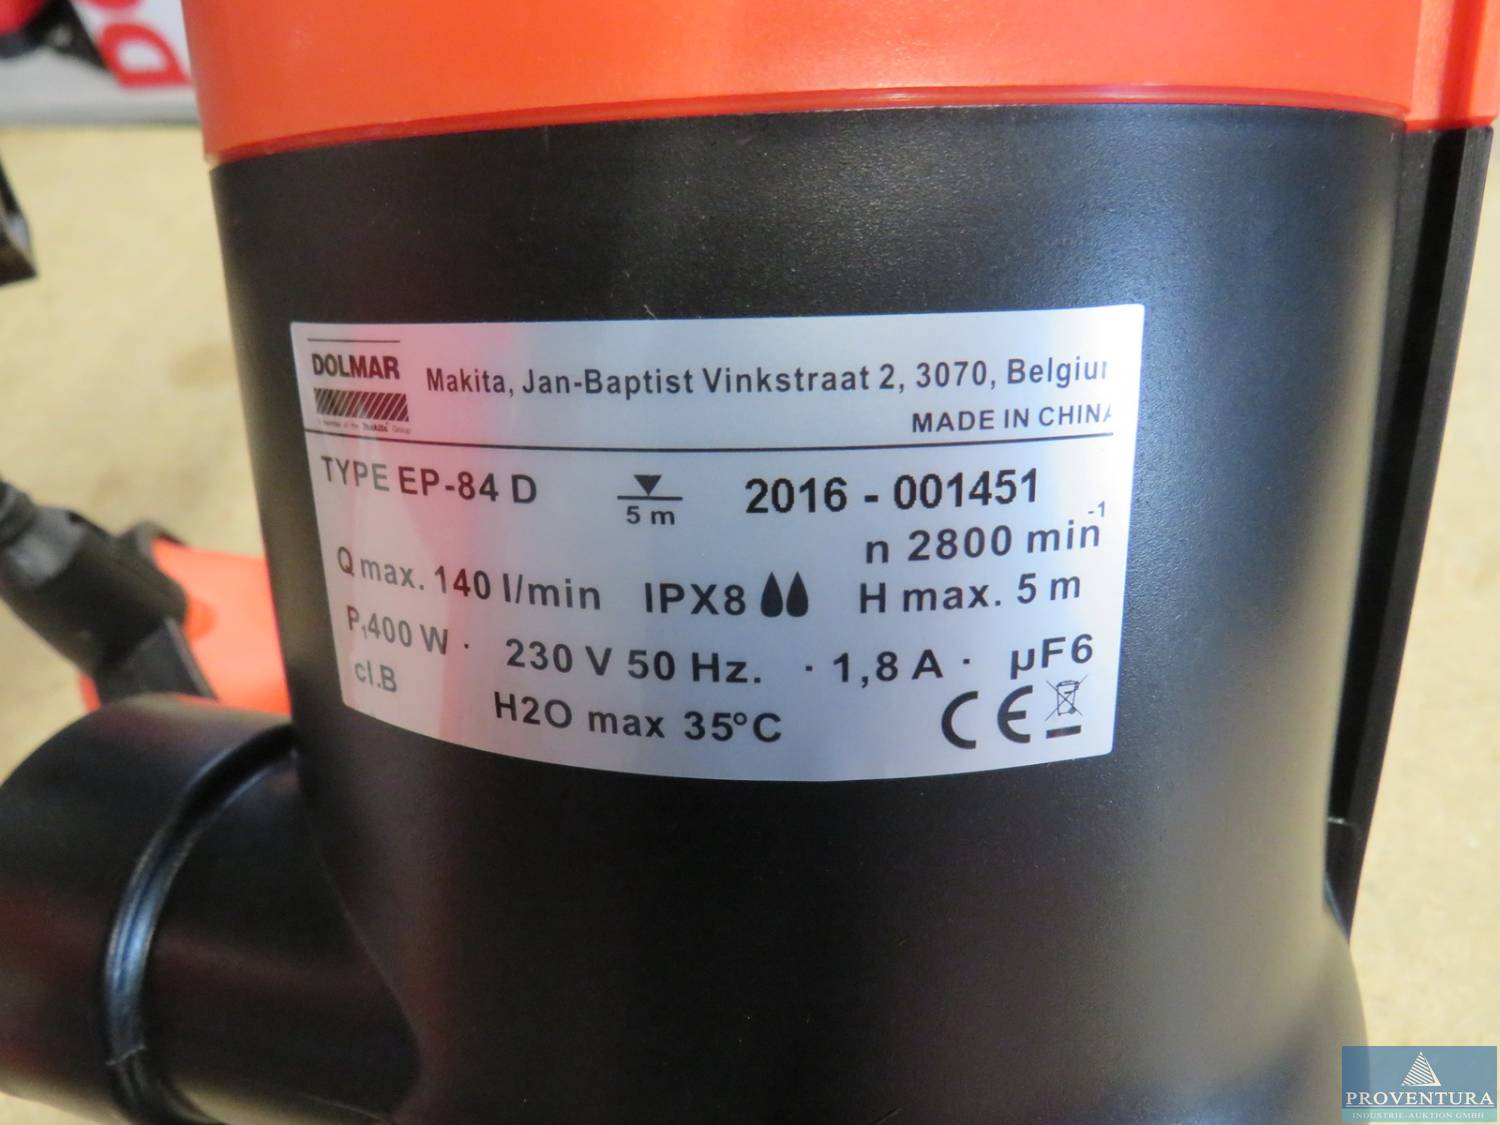 DOLMAR
Makita, Jan-Baptist Vinkstraat 2, 3070, Belgiu
MADE IN CHINA
TYPE EP-84 D
5 m
2016 - 001451
n 2800 min⁻¹
Q max. 140 l/min IPX8 H max. 5 m
P₁400 W · 230 V 50 Hz. · 1,8 A · µF6
cl.B
H2O max 35°C
CE
PROVENTURA
INDUSTRIE-AUKTION GMBH